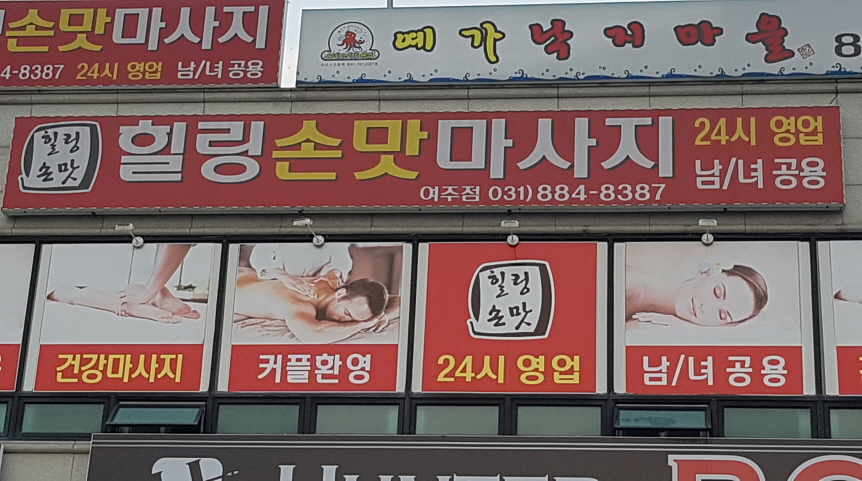 손맛마사지
4-8387 24시 영업 남/녀 공용
떼가낙지마을
8
힐링
손맛
힐링손맛마사지
24시 영업
남/녀 공용
여주점 031)884-8387
건강마사지
커플환영
힐링
손맛
24시 영업
남/녀 공용
HUNTER